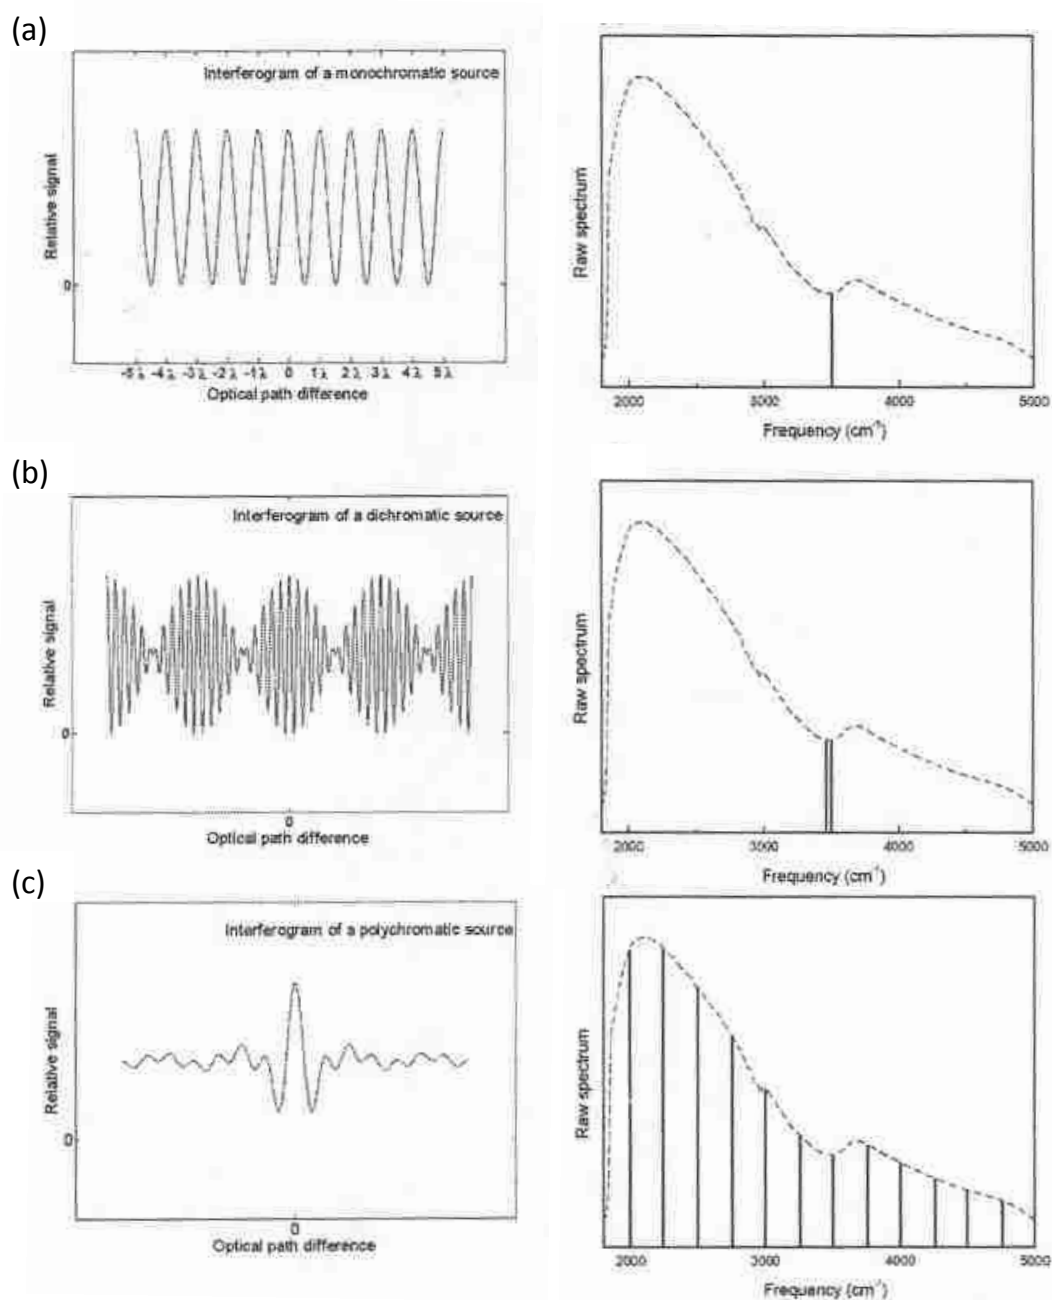 (a)
Interferogram of a monochromatic source
Relative signal
0
-5λ -4λ -3λ -2λ -1λ 0 1λ 2λ 3λ 4λ 5λ
Optical path difference
Raw spectrum
2000 3000 4000 5000
Frequency (cm⁻¹)
(b)
Interferogram of a dichromatic source
Relative signal
0
0
Optical path difference
Raw spectrum
2000 3000 4000 5000
Frequency (cm⁻¹)
(c)
Interferogram of a polychromatic source
Relative signal
0
0
Optical path difference
Raw spectrum
2000 3000 4000 5000
Frequency (cm⁻¹)